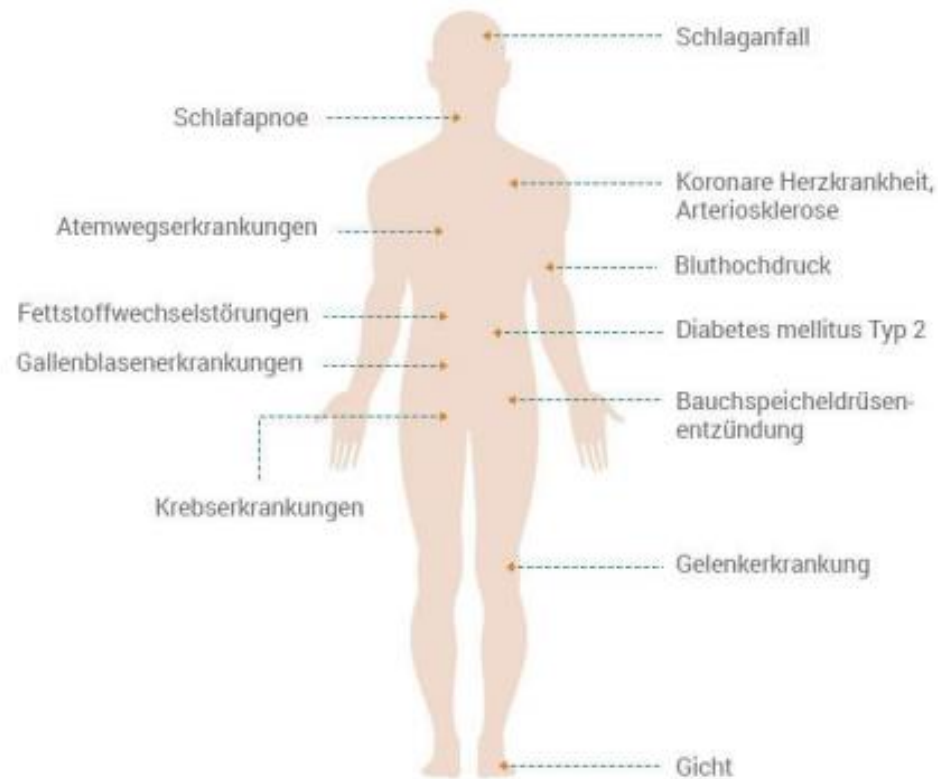 Schlaganfall
Schlafapnoe
Koronare Herzkrankheit,
Arteriosklerose
Atemwegserkrankungen
Bluthochdruck
Fettstoffwechselstörungen
Diabetes mellitus Typ 2
Gallenblasenerkrankungen
Bauchspeicheldrüsen-
entzündung
Krebserkrankungen
Gelenkerkrankung
Gicht